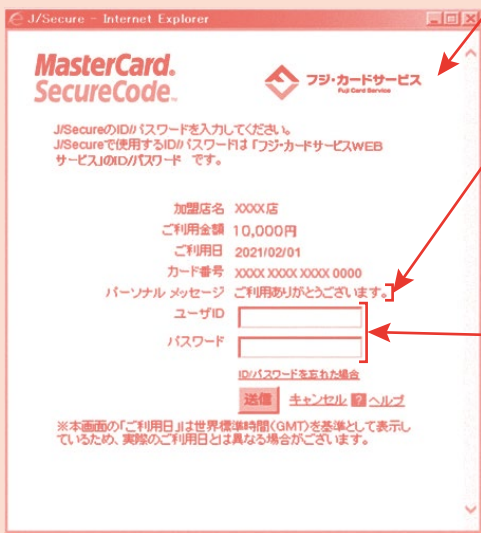 J/Secure - Internet Explorer
MasterCard.
SecureCode™
フジ・カードサービス
Fuji Card Service
J/SecureのID/パスワードを入力してください。
J/Secureで使用するID/パスワードは「フジ・カードサービスWEB
サービス」のID/パスワード です。
加盟店名 XXXX店
ご利用金額 10,000円
ご利用日 2021/02/01
カード番号 XXXX XXXX XXXX 0000
パーソナル メッセージ ご利用ありがとうございます。
ユーザID
パスワード
ID/パスワードを忘れた場合
送信 キャンセル ? ヘルプ
※本画面の「ご利用日」は世界標準時間(GMT)を基準として表示し
ているため、実際のご利用日とは異なる場合がございます。